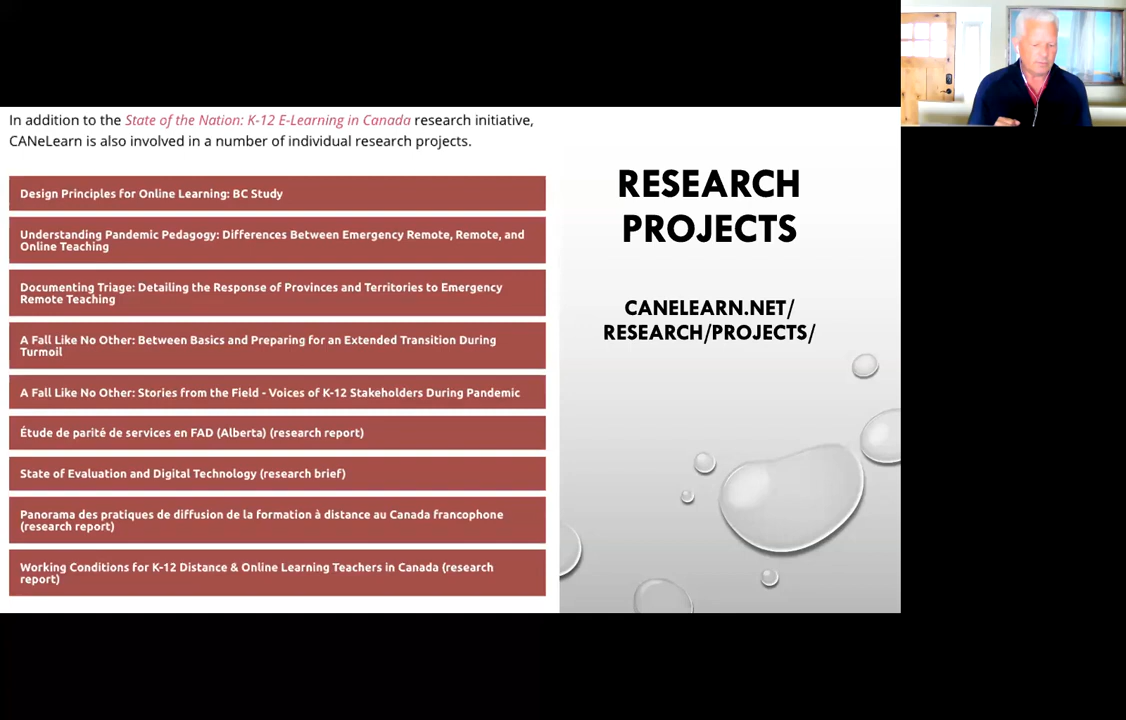 In addition to the State of the Nation: K-12 E-Learning in Canada research initiative,
CANeLearn is also involved in a number of individual research projects.
Design Principles for Online Learning: BC Study
Understanding Pandemic Pedagogy: Differences Between Emergency Remote, Remote, and
Online Teaching
Documenting Triage: Detailing the Response of Provinces and Territories to Emergency
Remote Teaching
A Fall Like No Other: Between Basics and Preparing for an Extended Transition During
Turmoil
A Fall Like No Other: Stories from the Field - Voices of K-12 Stakeholders During Pandemic
Étude de parité de services en FAD (Alberta) (research report)
State of Evaluation and Digital Technology (research brief)
Panorama des pratiques de diffusion de la formation à distance au Canada francophone
(research report)
Working Conditions for K-12 Distance & Online Learning Teachers in Canada (research
report)
RESEARCH
PROJECTS
CANELEARN.NET/
RESEARCH/PROJECTS/